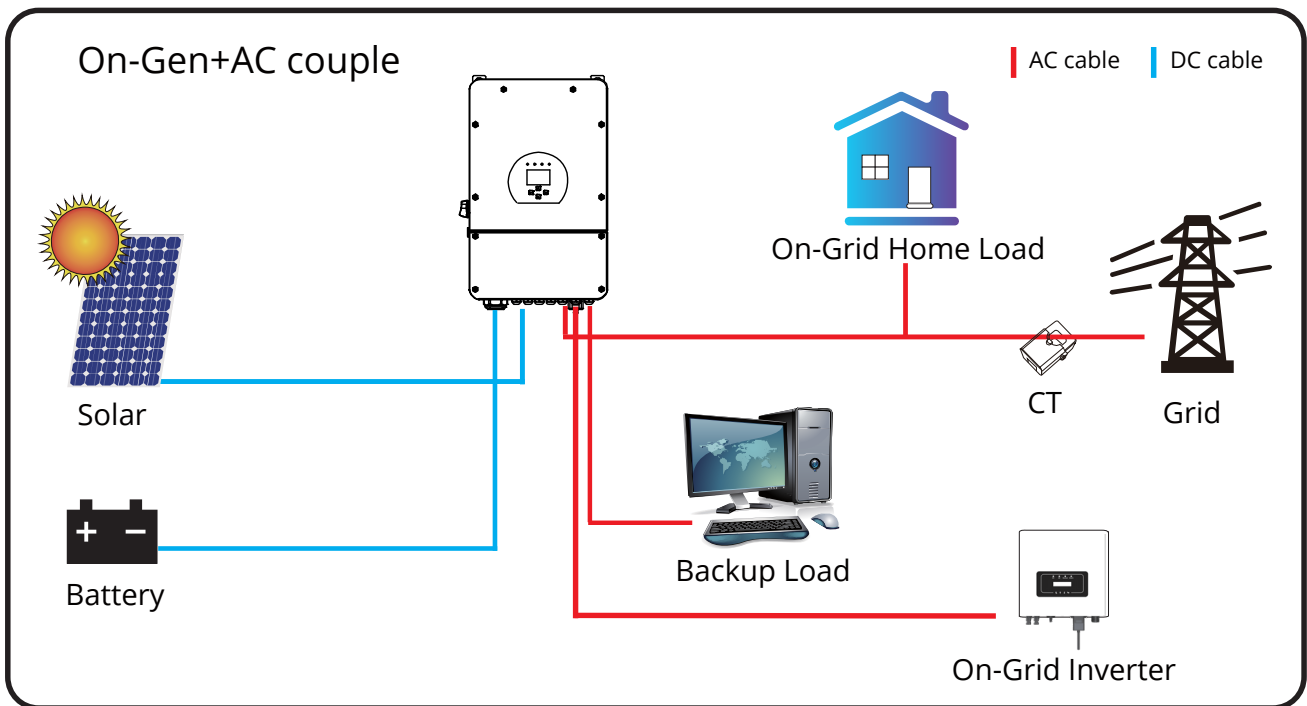 On-Gen+AC couple
AC cable
DC cable
On-Grid Home Load
Solar
CT
Grid
+ −
Battery
Backup Load
On-Grid Inverter